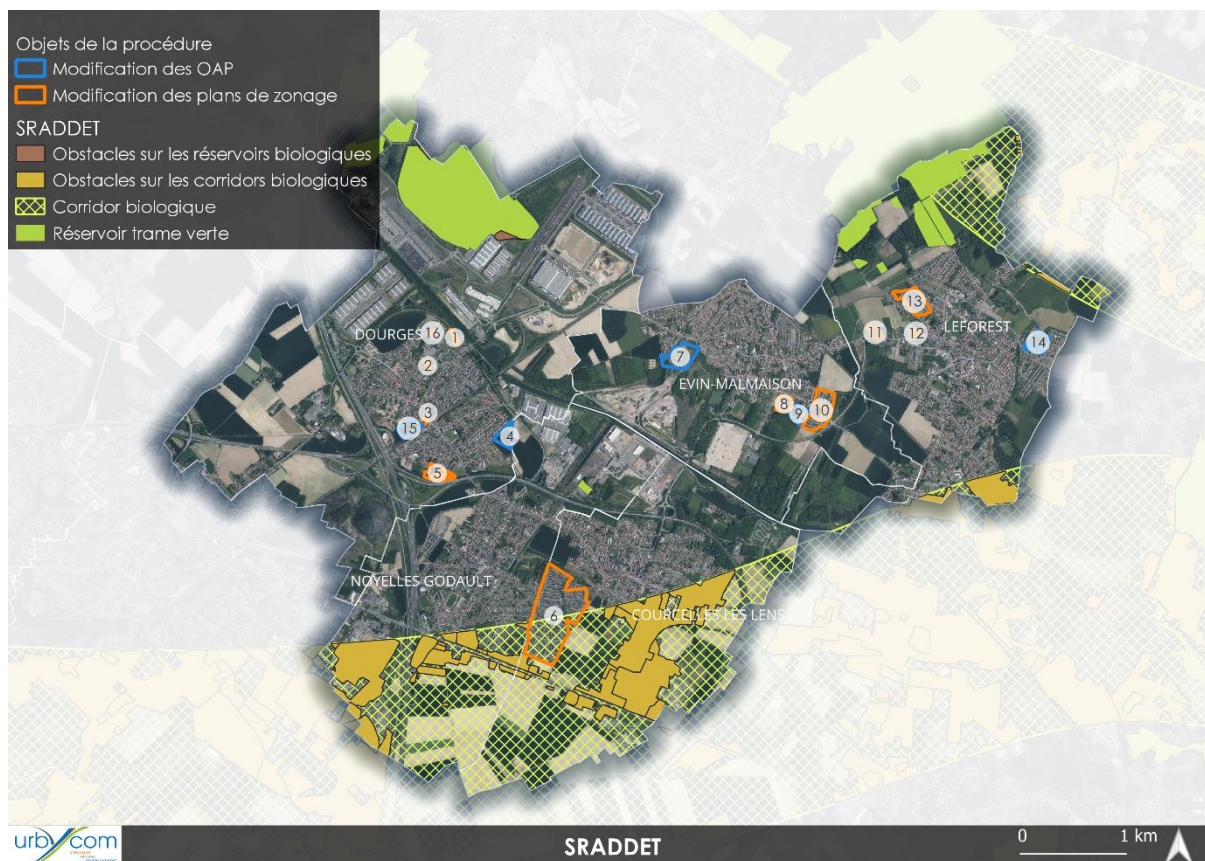 Objets de la procédure
Modification des OAP
Modification des plans de zonage
SRADDET
Obstacles sur les réservoirs biologiques
Obstacles sur les corridors biologiques
Corridor biologique
Réservoir trame verte
13
DOURGES
16
1
11
12
LEFOREST
14
7
2
EVIN-MALMAISON
8
9
10
3
15
4
5
NOYELLES GODAULT
6
COURCELLES LES LENS
urbycom
SRADDET
0
1 km